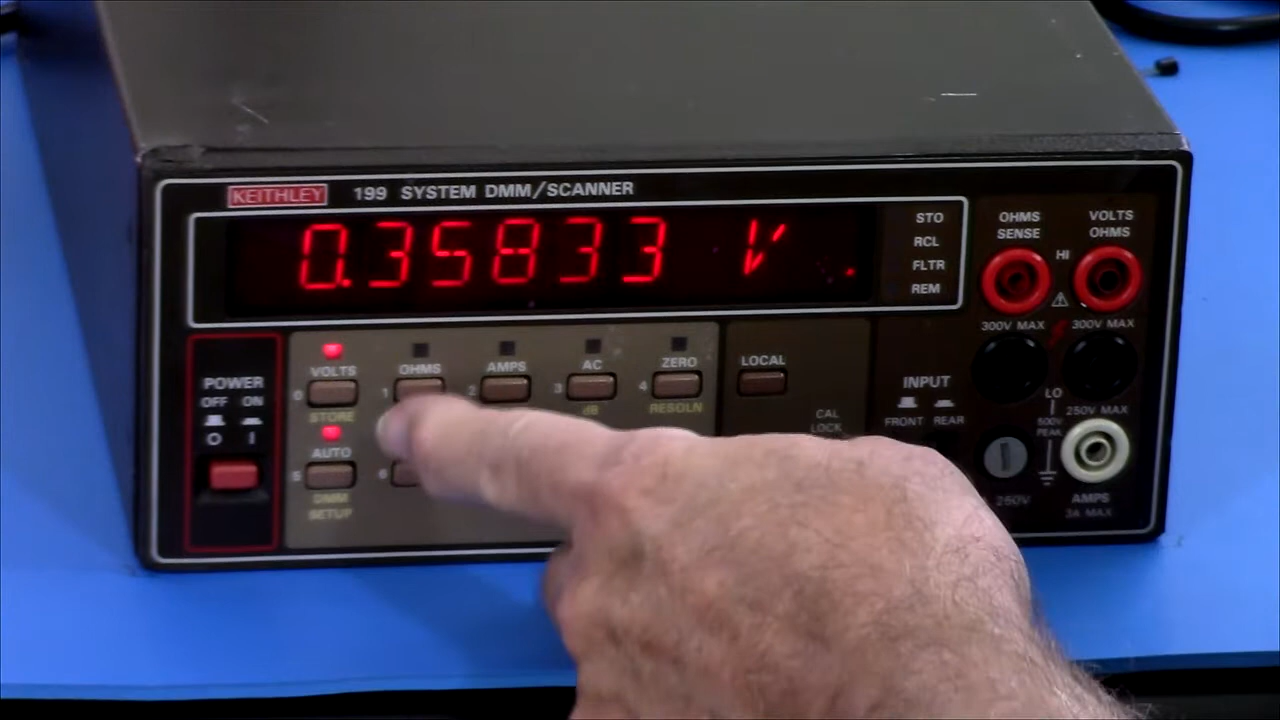 KEITHLEY 199 SYSTEM DMM/SCANNER
0.35833 V
STO
RCL
FLTR
REM
OHMS SENSE
VOLTS OHMS
HI
300V MAX
300V MAX
POWER
OFF ON
O I
0 VOLTS
STORE
1 OHMS
2 AMPS
3 AC
dB
4 ZERO
RESOLN
LOCAL
CAL LOCK
INPUT
FRONT REAR
LO
250V MAX
500V PEAK
5 AUTO
DMM SETUP
6
250V
AMPS
3A MAX